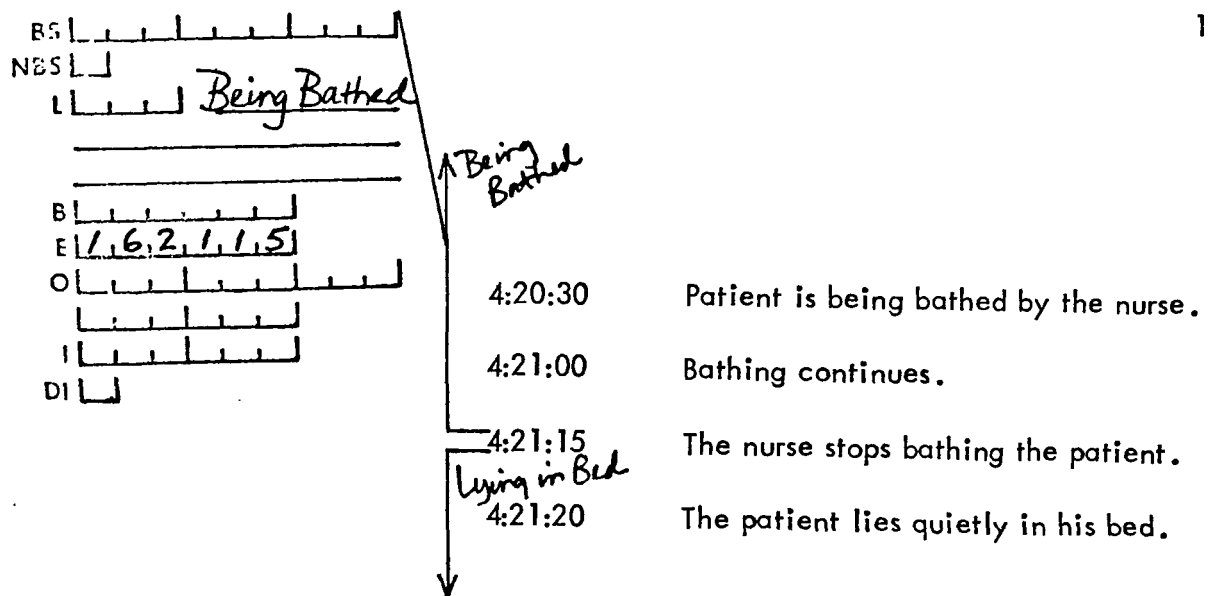 1
BS
NBS
L Being Bathed
B
E 1 6 2 1 1 5
O
I
DI
Being
Bathed
4:20:30 Patient is being bathed by the nurse.
4:21:00 Bathing continues.
4:21:15 The nurse stops bathing the patient.
Lying in Bed
4:21:20 The patient lies quietly in his bed.